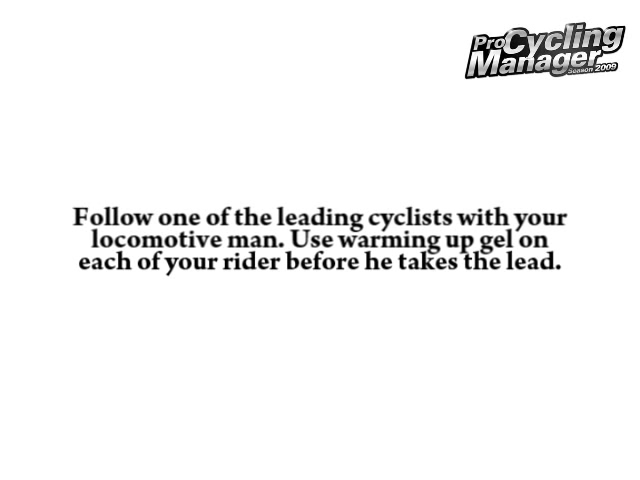 Pro Cycling
Manager
Season 2009
Follow one of the leading cyclists with your
locomotive man. Use warming up gel on
each of your rider before he takes the lead.